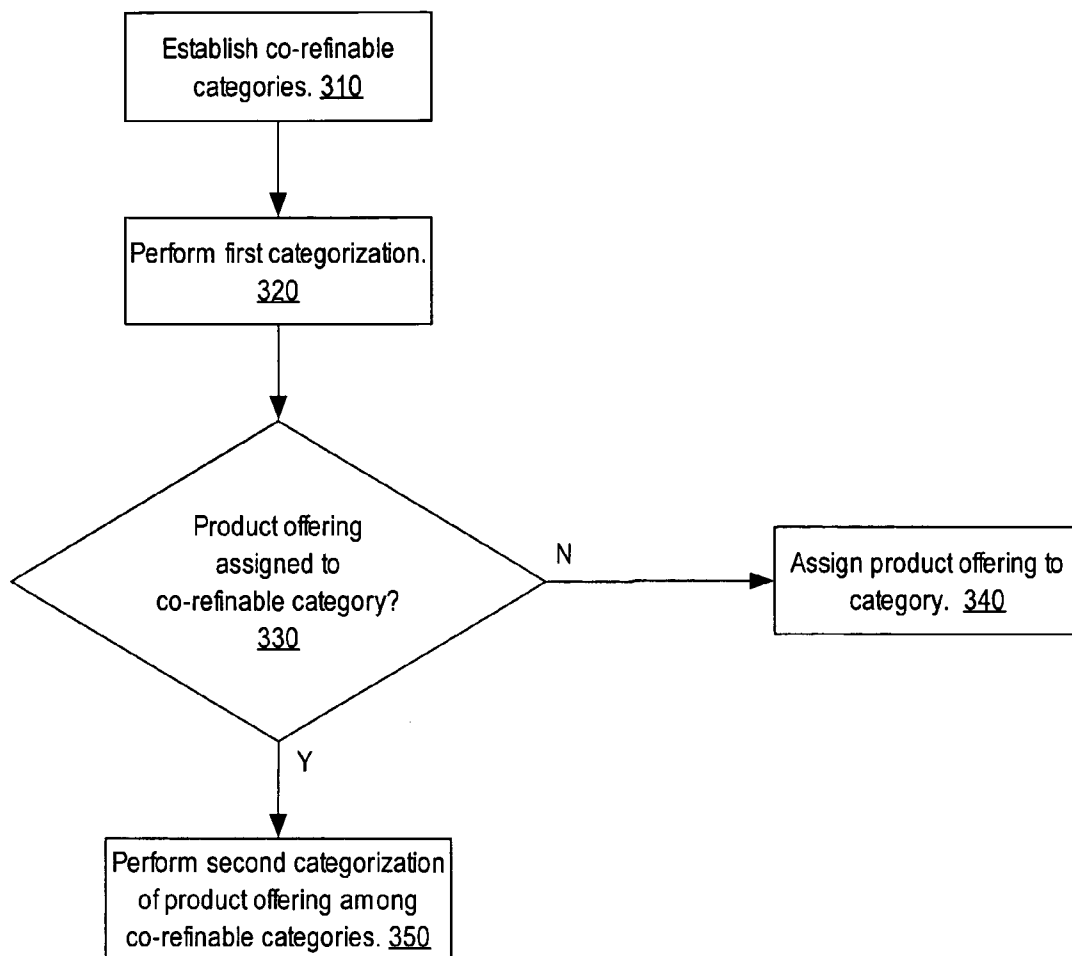 Establish co-refinable
categories. 310
Perform first categorization.
320
Product offering
assigned to
co-refinable category?
330
N
Assign product offering to
category. 340
Y
Perform second categorization
of product offering among
co-refinable categories. 350